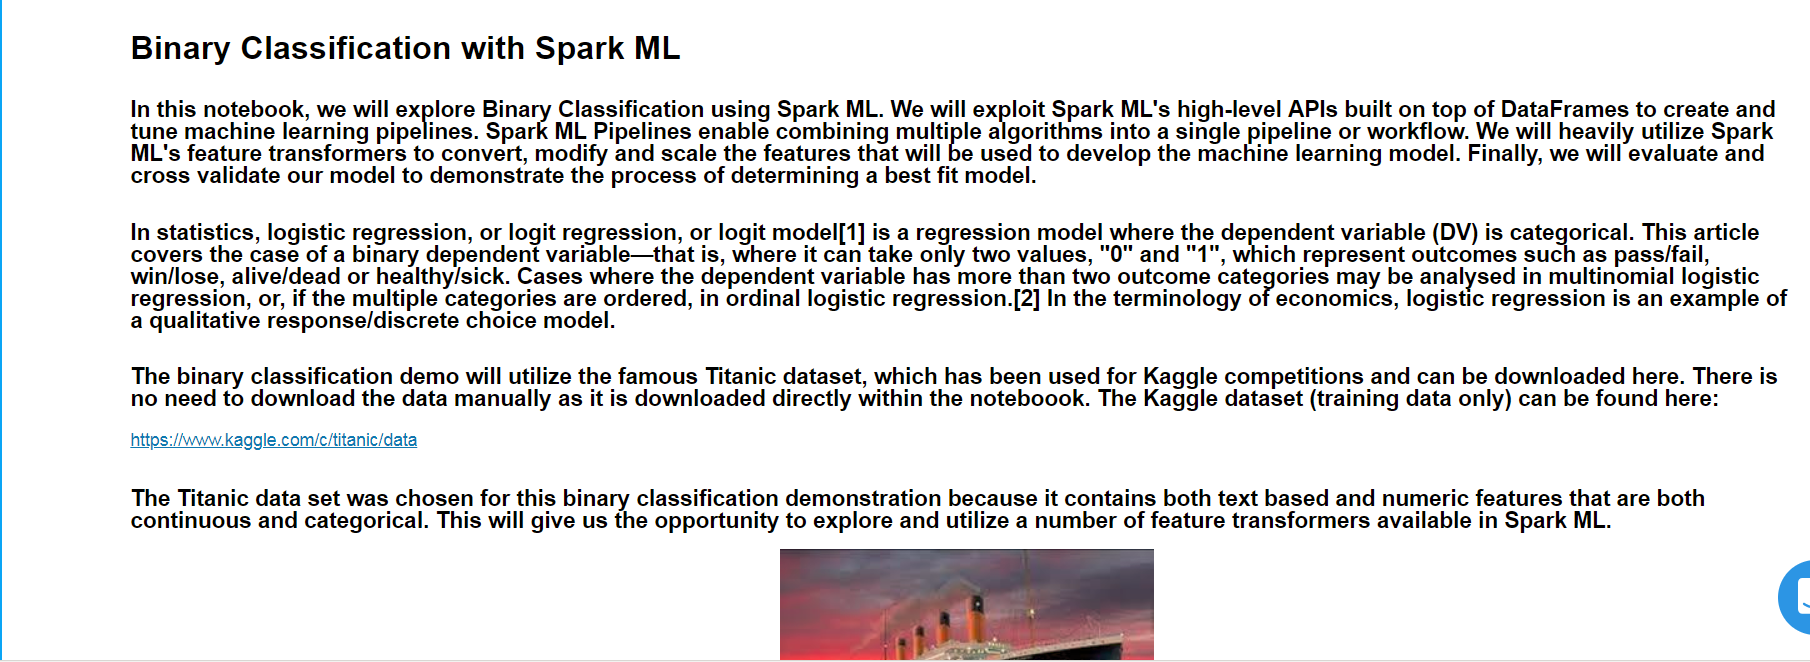 Binary Classification with Spark ML
In this notebook, we will explore Binary Classification using Spark ML. We will exploit Spark ML's high-level APIs built on top of DataFrames to create and
tune machine learning pipelines. Spark ML Pipelines enable combining multiple algorithms into a single pipeline or workflow. We will heavily utilize Spark
ML's feature transformers to convert, modify and scale the features that will be used to develop the machine learning model. Finally, we will evaluate and
cross validate our model to demonstrate the process of determining a best fit model.
In statistics, logistic regression, or logit regression, or logit model[1] is a regression model where the dependent variable (DV) is categorical. This article
covers the case of a binary dependent variable—that is, where it can take only two values, "0" and "1", which represent outcomes such as pass/fail,
win/lose, alive/dead or healthy/sick. Cases where the dependent variable has more than two outcome categories may be analysed in multinomial logistic
regression, or, if the multiple categories are ordered, in ordinal logistic regression.[2] In the terminology of economics, logistic regression is an example of
a qualitative response/discrete choice model.
The binary classification demo will utilize the famous Titanic dataset, which has been used for Kaggle competitions and can be downloaded here. There is
no need to download the data manually as it is downloaded directly within the noteboook. The Kaggle dataset (training data only) can be found here:
https://www.kaggle.com/c/titanic/data
The Titanic data set was chosen for this binary classification demonstration because it contains both text based and numeric features that are both
continuous and categorical. This will give us the opportunity to explore and utilize a number of feature transformers available in Spark ML.